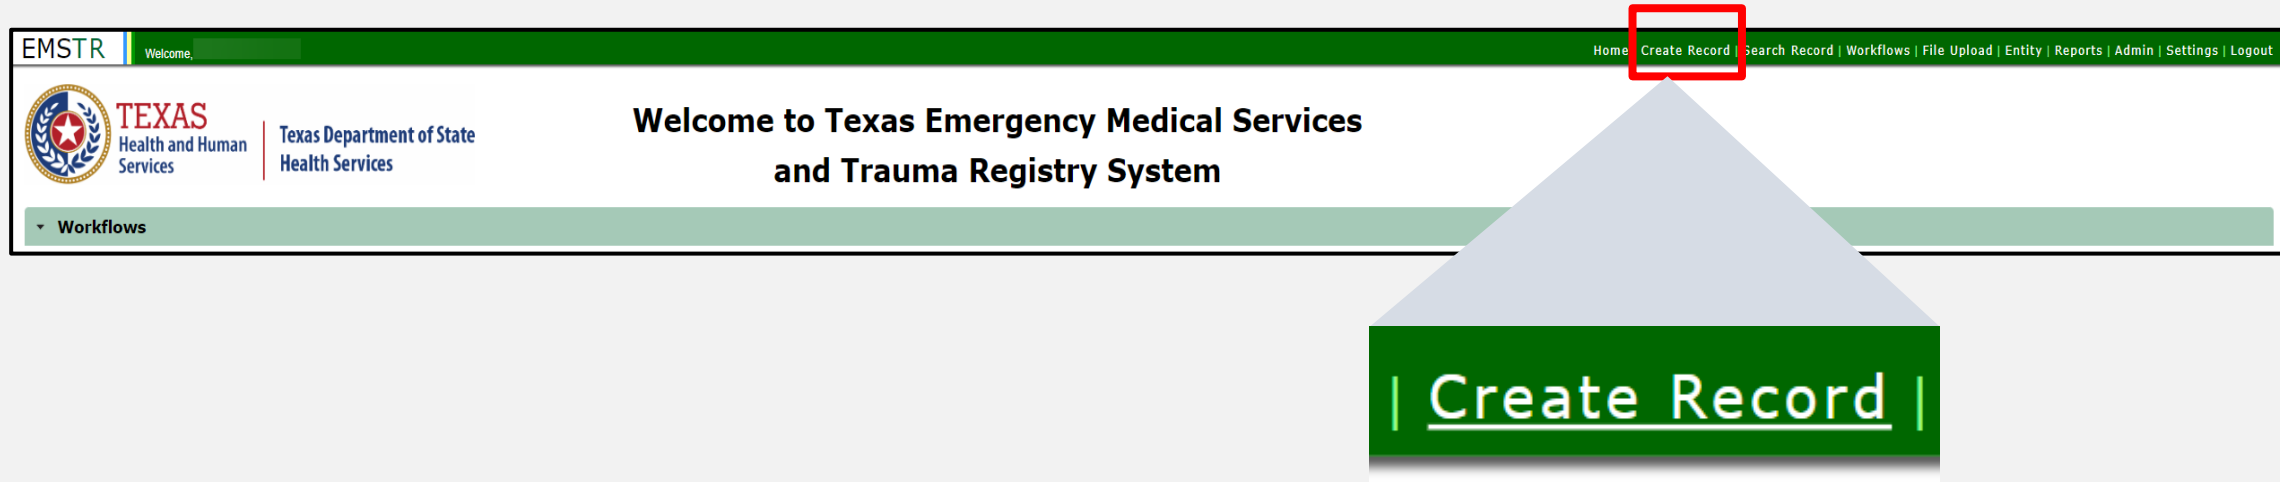 EMSTR Welcome, Home | Create Record | Search Record | Workflows | File Upload | Entity | Reports | Admin | Settings | Logout
TEXAS
Health and Human
Services
Texas Department of State
Health Services
Welcome to Texas Emergency Medical Services
and Trauma Registry System
Workflows
| Create Record |